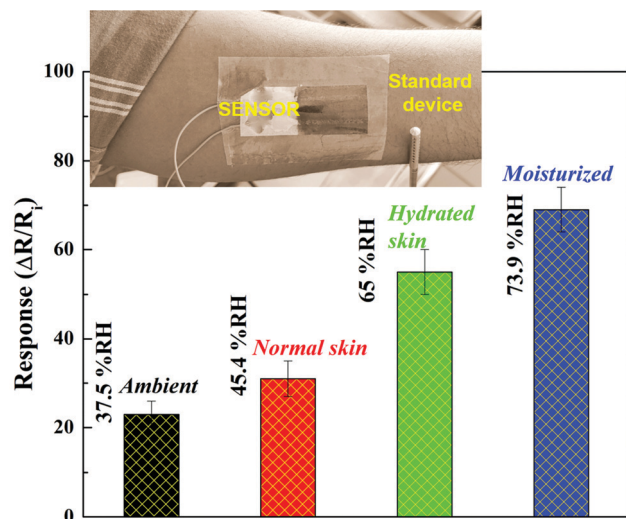 100
80
60
40
20
0
Response (ΔR/Rᵢ)
SENSOR
Standard
device
37.5 %RH
Ambient
45.4 %RH
Normal skin
65 %RH
Hydrated
skin
73.9 %RH
Moisturized